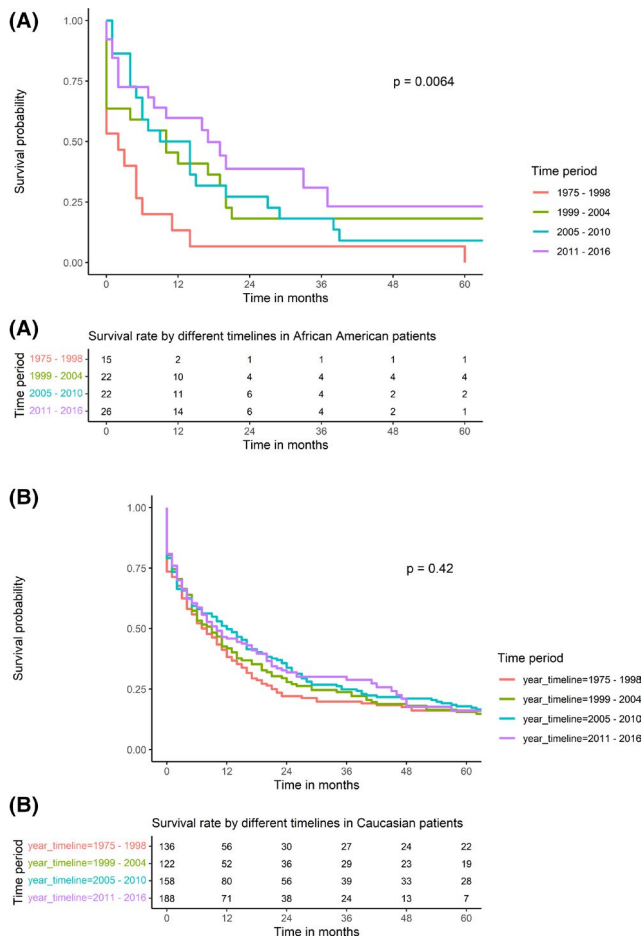 (A)
1.00
0.75
0.50
0.25
0.00
Survival probability
p = 0.0064
0 12 24 36 48 60
Time in months
Time period
1975 - 1998
1999 - 2004
2005 - 2010
2011 - 2016
(A)
Survival rate by different timelines in African American patients
Time period
1975 - 1998 15 2 1 1 1 1
1999 - 2004 22 10 4 4 4 4
2005 - 2010 22 11 6 4 2 2
2011 - 2016 26 14 6 4 2 1
0 12 24 36 48 60
Time in months
(B)
1.00
0.75
0.50
0.25
0.00
Survival probability
p = 0.42
0 12 24 36 48 60
Time in months
Time period
year_timeline=1975 - 1998
year_timeline=1999 - 2004
year_timeline=2005 - 2010
year_timeline=2011 - 2016
(B)
Survival rate by different timelines in Caucasian patients
Time period
year_timeline=1975 - 1998 136 56 30 27 24 22
year_timeline=1999 - 2004 122 52 36 29 23 19
year_timeline=2005 - 2010 158 80 56 39 33 28
year_timeline=2011 - 2016 188 71 38 24 13 7
0 12 24 36 48 60
Time in months